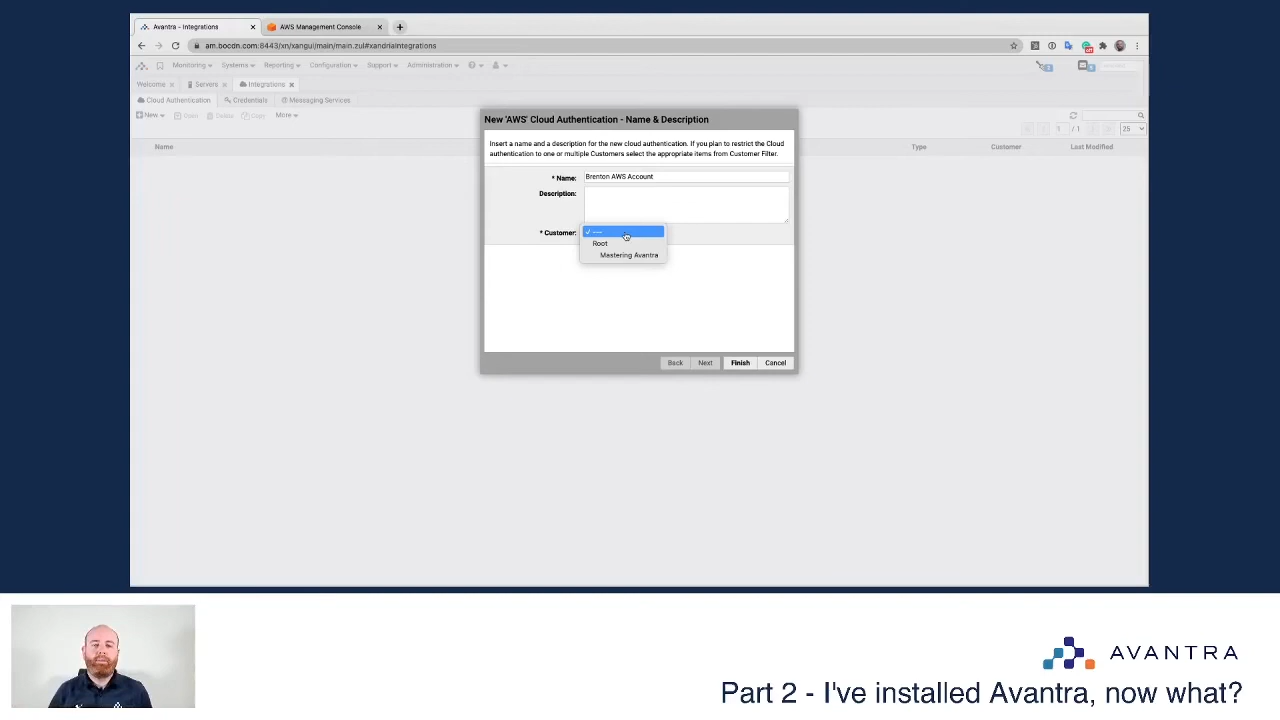 Avantra - Integrations
AWS Management Console
am.bocdn.com:8443/xn/xangui/main/main.zul#xandriaIntegrations
Monitoring Systems Reporting Configuration Support Administration
Welcome Servers Integrations
Cloud Authentication Credentials Messaging Services
New Open Delete Copy More
1 / 1 25
Name Type Customer Last Modified
New 'AWS' Cloud Authentication - Name & Description
Insert a name and a description for the new cloud authentication. If you plan to restrict the Cloud
authentication to one or multiple Customers select the appropriate items from Customer Filter.
* Name: Brenton AWS Account
Description:
* Customer: ✓ ----
Root
Mastering Avantra
Back Next Finish Cancel
AVANTRA
Part 2 - I've installed Avantra, now what?